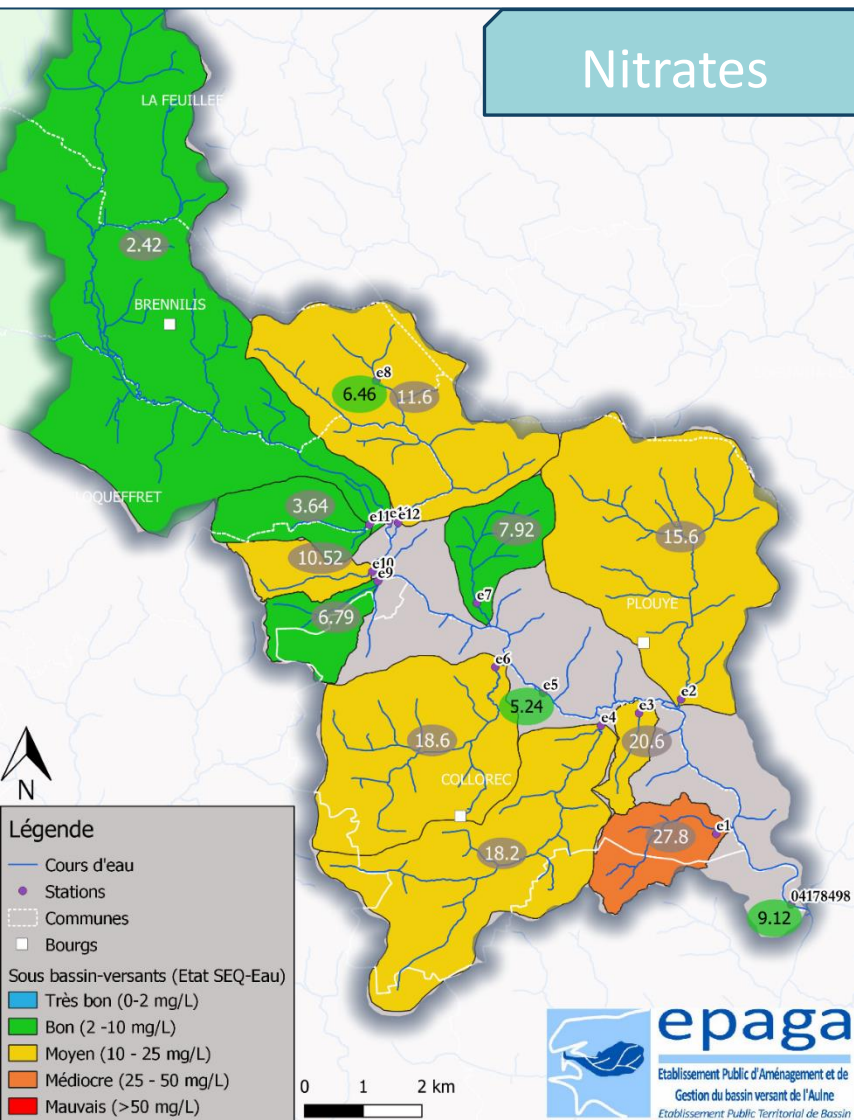 Nitrates
LA FEUILLEE
2.42
BRENNILIS
e8
6.46
11.6
OQUEFFRET
3.64
e11
e12
7.92
15.6
10.52
e10
e9
6.79
e7
PLOUYE
e6
e5
e2
5.24
e3
e4
18.6
20.6
COLLOREC
27.8
e1
18.2
04178498
9.12
N
Légende
Cours d'eau
Stations
Communes
Bourgs
Sous bassin-versants (Etat SEQ-Eau)
Très bon (0-2 mg/L)
Bon (2 -10 mg/L)
Moyen (10 - 25 mg/L)
Médiocre (25 - 50 mg/L)
Mauvais (>50 mg/L)
0 1 2 km
epaga
Etablissement Public d'Aménagement et de
Gestion du bassin versant de l'Aulne
Etablissement Public Territorial de Bassin